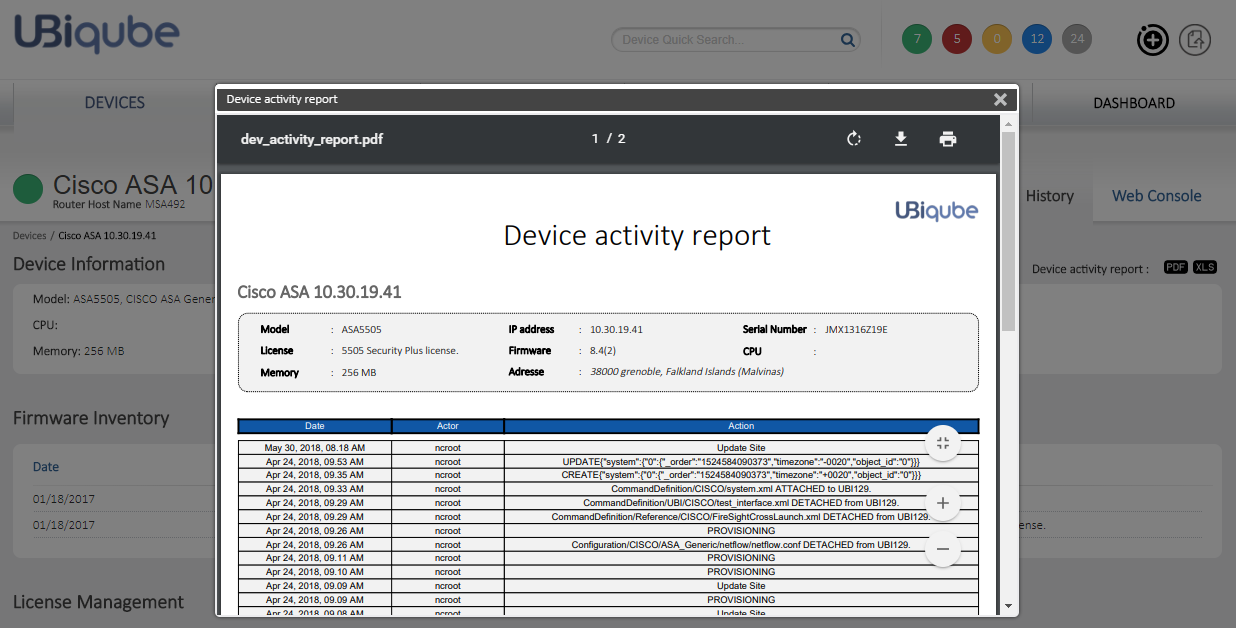 UBiqube
Device Quick Search...
7 5 0 12 24
DEVICES
DASHBOARD
Device activity report
dev_activity_report.pdf
1 / 2
Cisco ASA 10
Router Host Name MSA492
History
Web Console
Devices / Cisco ASA 10.30.19.41
Device Information
Device activity report :
PDF XLS
Model: ASA5505, CISCO ASA Gener
CPU:
Memory: 256 MB
Firmware Inventory
Date
01/18/2017
01/18/2017
ense.
License Management
UBiqube
Device activity report
Cisco ASA 10.30.19.41
Model : ASA5505 IP address : 10.30.19.41 Serial Number : JMX1316Z19E
License : 5505 Security Plus license. Firmware : 8.4(2) CPU :
Memory : 256 MB Adresse : 38000 grenoble, Falkland Islands (Malvinas)
Date Actor Action
May 30, 2018, 08.18 AM ncroot Update Site
Apr 24, 2018, 09.53 AM ncroot UPDATE{"system":{"0":{"_order":"1524584090373","timezone":"-0020","object_id":"0"}}}
Apr 24, 2018, 09.35 AM ncroot CREATE{"system":{"0":{"_order":"1524584090373","timezone":"+0020","object_id":"0"}}}
Apr 24, 2018, 09.33 AM ncroot CommandDefinition/CISCO/system.xml ATTACHED to UBI129.
Apr 24, 2018, 09.29 AM ncroot CommandDefinition/UBI/CISCO/test_interface.xml DETACHED from UBI129.
Apr 24, 2018, 09.29 AM ncroot CommandDefinition/Reference/CISCO/FireSightCrossLaunch.xml DETACHED from UBI129.
Apr 24, 2018, 09.26 AM ncroot PROVISIONING
Apr 24, 2018, 09.26 AM ncroot Configuration/CISCO/ASA_Generic/netflow/netflow.conf DETACHED from UBI129.
Apr 24, 2018, 09.11 AM ncroot PROVISIONING
Apr 24, 2018, 09.10 AM ncroot PROVISIONING
Apr 24, 2018, 09.09 AM ncroot Update Site
Apr 24, 2018, 09.09 AM ncroot PROVISIONING
Apr 24, 2018, 09.08 AM ncroot Update Site